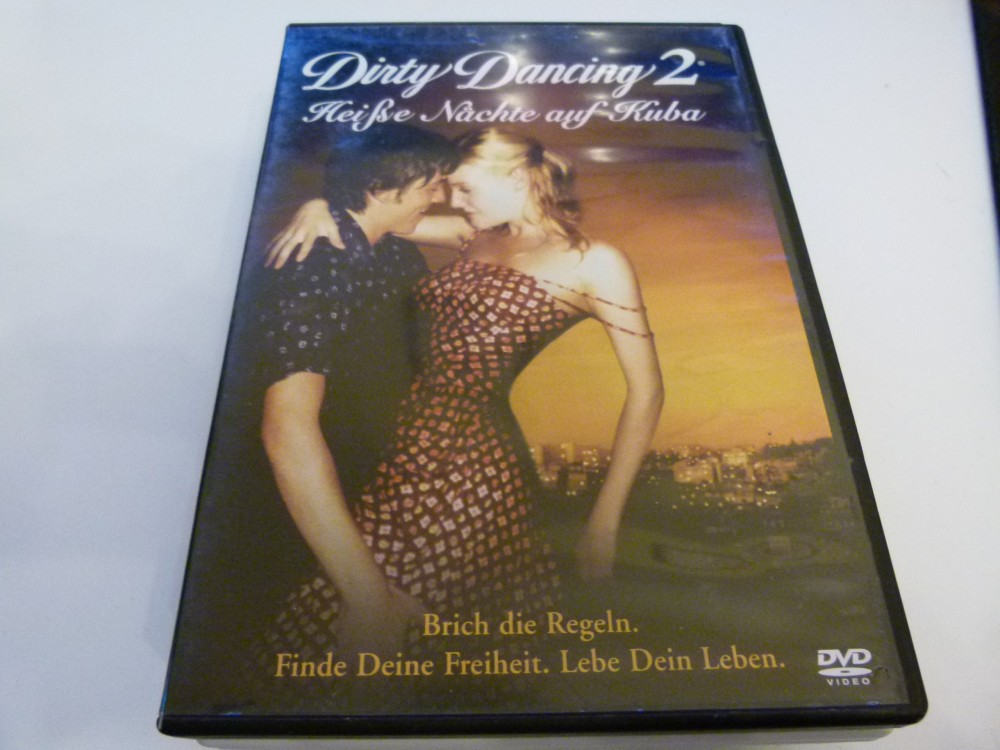 Dirty Dancing 2
Heiße Nächte auf Kuba
Brich die Regeln.
Finde Deine Freiheit. Lebe Dein Leben.
DVD
VIDEO